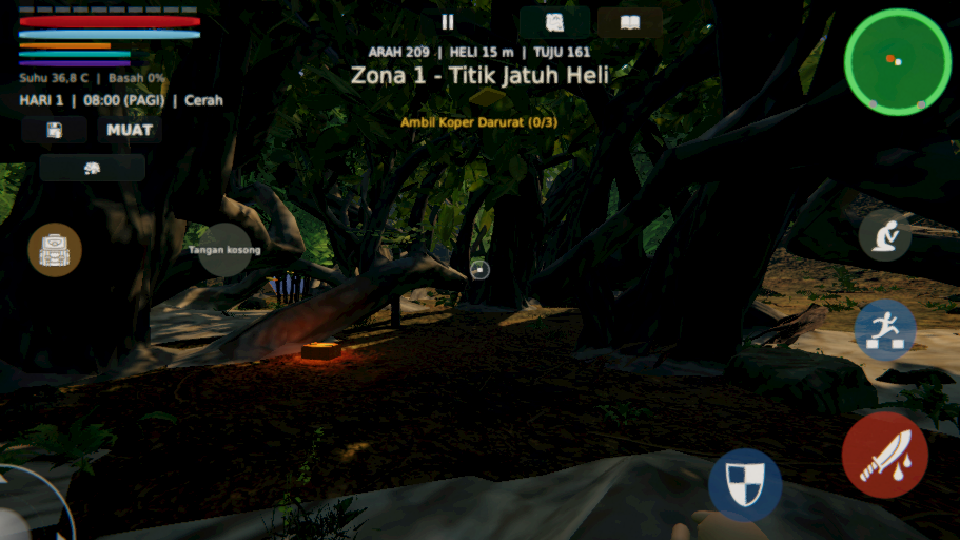 ARAH 209 | HELI 15 m | TUJU 161
Zona 1 - Titik Jatuh Heli
Ambil Koper Darurat (0/3)
Suhu 36,8 C | Basah 0%
HARI 1 | 08:00 (PAGI) | Cerah
MUAT
Tangan kosong